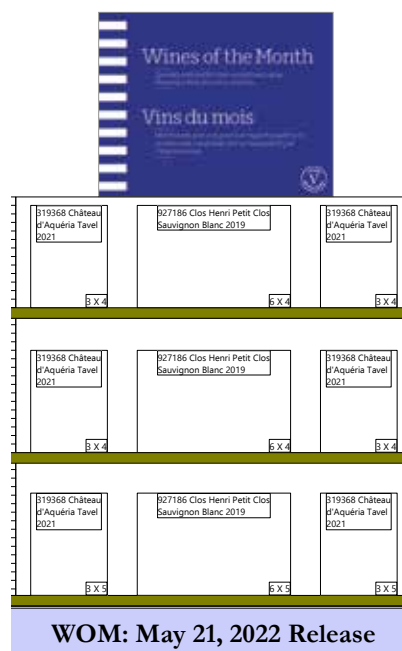 Wines of the Month
Vins du mois
V
319368 Château
d'Aquéria Tavel
2021
3 X 4
927186 Clos Henri Petit Clos
Sauvignon Blanc 2019
6 X 4
319368 Château
d'Aquéria Tavel
2021
3 X 4
319368 Château
d'Aquéria Tavel
2021
3 X 4
927186 Clos Henri Petit Clos
Sauvignon Blanc 2019
6 X 4
319368 Château
d'Aquéria Tavel
2021
3 X 4
319368 Château
d'Aquéria Tavel
2021
3 X 5
927186 Clos Henri Petit Clos
Sauvignon Blanc 2019
6 X 5
319368 Château
d'Aquéria Tavel
2021
3 X 5
WOM: May 21, 2022 Release